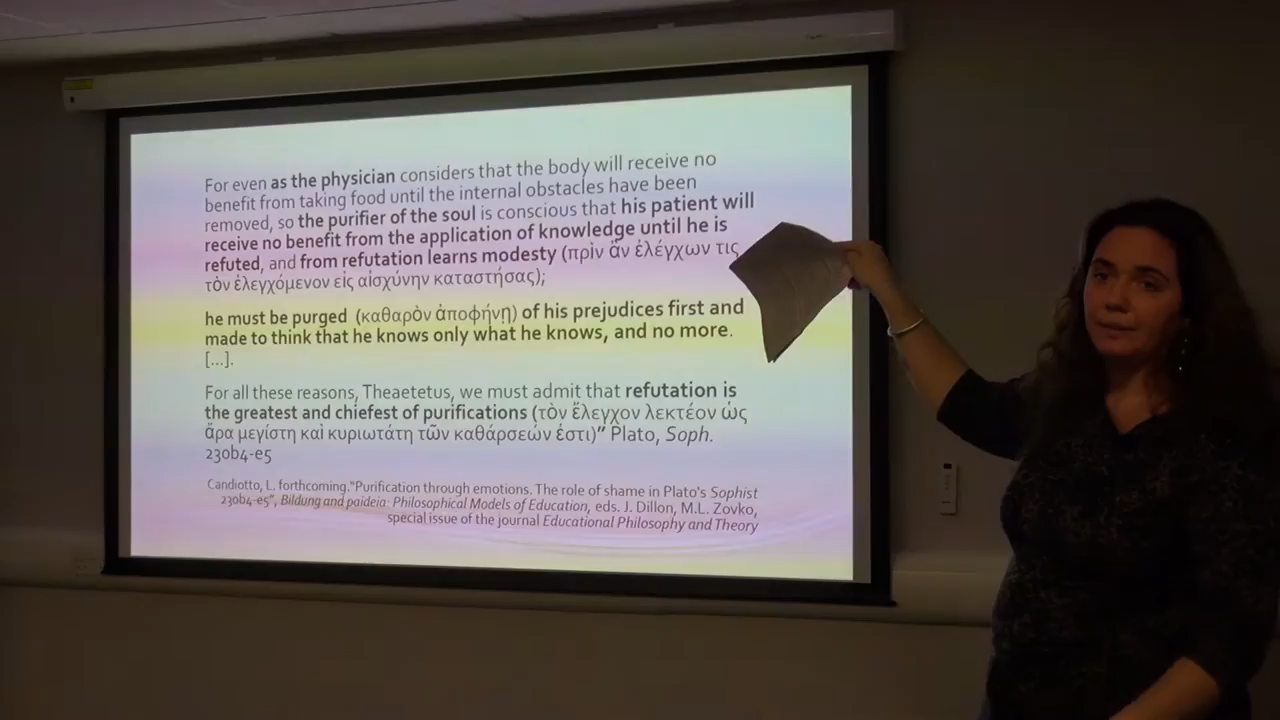 For even as the physician considers that the body will receive no
benefit from taking food until the internal obstacles have been
removed, so the purifier of the soul is conscious that his patient will
receive no benefit from the application of knowledge until he is
refuted, and from refutation learns modesty (πρὶν ἂν ἐλέγχων τις
τὸν ἐλεγχόμενον εἰς αἰσχύνην καταστήσας);
he must be purged (καθαρὸν ἀποφήνῃ) of his prejudices first and
made to think that he knows only what he knows, and no more.
[...].
For all these reasons, Theaetetus, we must admit that refutation is
the greatest and chiefest of purifications (τὸν ἔλεγχον λεκτέον ὡς
ἄρα μεγίστη καὶ κυριωτάτη τῶν καθάρσεών ἐστι)” Plato, Soph.
230b4-e5
Candiotto, L. forthcoming.“Purification through emotions. The role of shame in Plato's Sophist
230b4-e5”, Bildung and paideia: Philosophical Models of Education, eds. J. Dillon, M.L. Zovko,
special issue of the journal Educational Philosophy and Theory